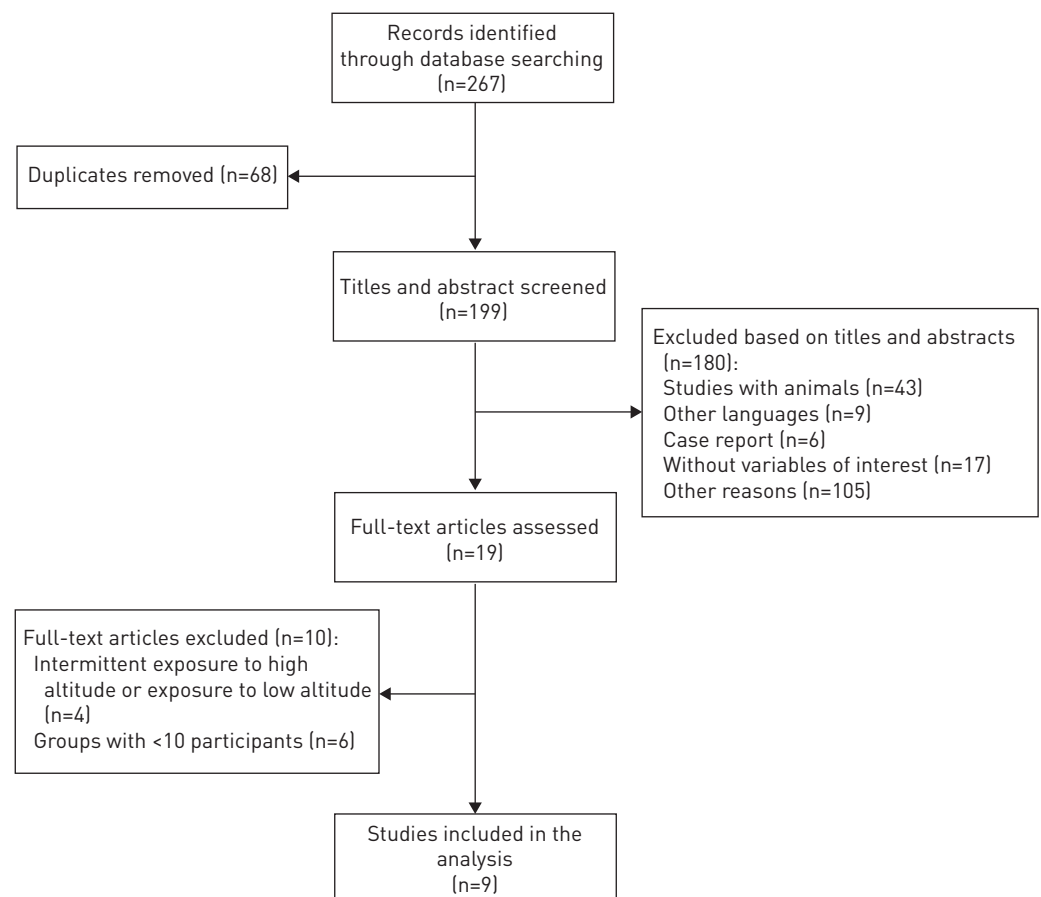 Records identified
through database searching
(n=267)
Duplicates removed (n=68)
Titles and abstract screened
(n=199)
Excluded based on titles and abstracts
(n=180):
Studies with animals (n=43)
Other languages (n=9)
Case report (n=6)
Without variables of interest (n=17)
Other reasons (n=105)
Full-text articles assessed
(n=19)
Full-text articles excluded (n=10):
Intermittent exposure to high
altitude or exposure to low altitude
(n=4)
Groups with <10 participants (n=6)
Studies included in the
analysis
(n=9)